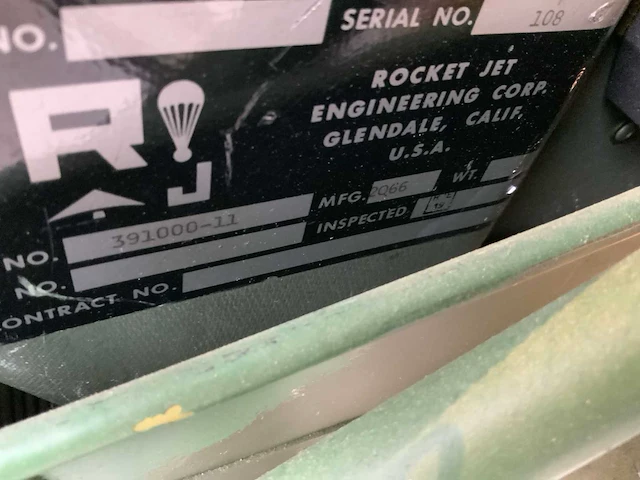 NO.
SERIAL NO. 108
R J
ROCKET JET
ENGINEERING CORP.
GLENDALE, CALIF.
U.S.A.
NO. 391000-11 MFG. 2Q66 WT.
NO. INSPECTED
CONTRACT NO.